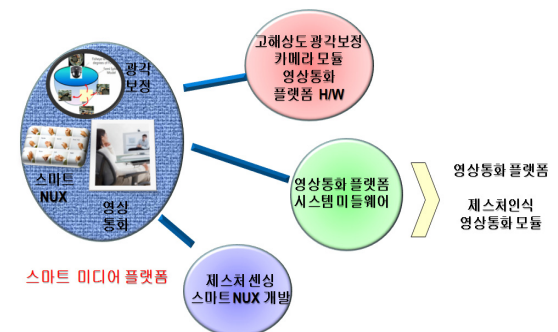 광각
보정
스마트
NUX
영상
통화
스마트 미디어 플랫폼
고해상도 광각보정
카메라 모듈
영상통화
플랫폼 H/W
영상통화 플랫폼
시스템 미들웨어
제스처 센싱
스마트 NUX 개발
영상통화 플랫폼
제스처인식
영상통화 모듈